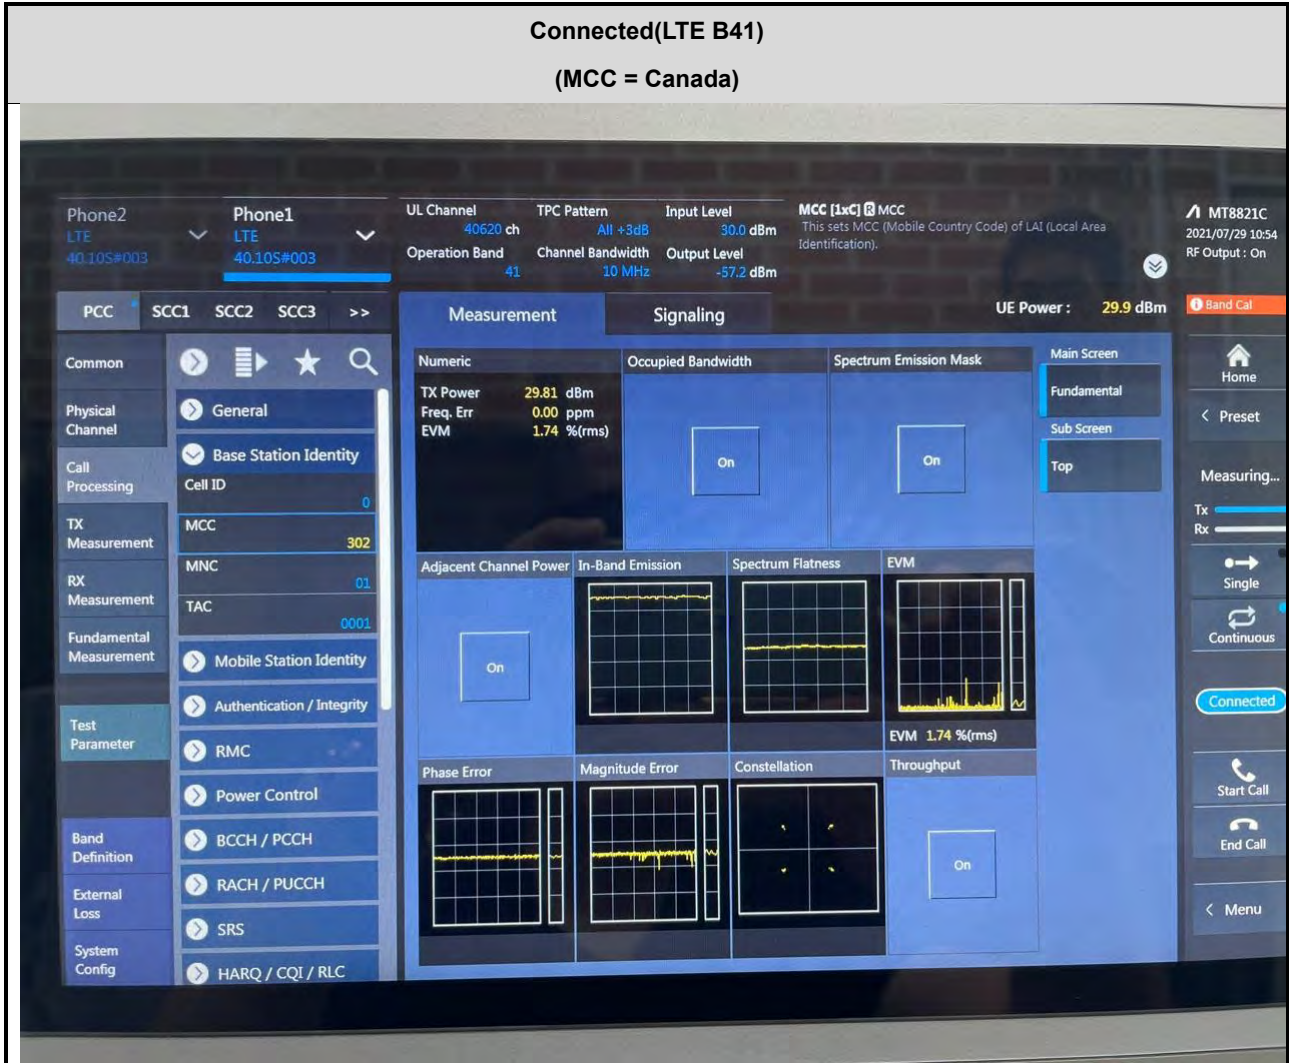 Connected(LTE B41)
(MCC = Canada)
Phone2
LTE
40.10S#003
Phone1
LTE
40.10S#003
UL Channel
40620 ch
Operation Band
41
TPC Pattern
All +3dB
Channel Bandwidth
10 MHz
Input Level
30.0 dBm
Output Level
-57.2 dBm
MCC [1xC] R MCC
This sets MCC (Mobile Country Code) of LAI (Local Area
Identification).
MT8821C
2021/07/29 10:54
RF Output : On
PCC SCC1 SCC2 SCC3 >>
Measurement
Signaling
UE Power : 29.9 dBm
Band Cal
Common
Physical
Channel
Call
Processing
TX
Measurement
RX
Measurement
Fundamental
Measurement
Test
Parameter
Band
Definition
External
Loss
System
Config
General
Base Station Identity
Cell ID
0
MCC
302
MNC
01
TAC
0001
Mobile Station Identity
Authentication / Integrity
RMC
Power Control
BCCH / PCCH
RACH / PUCCH
SRS
HARQ / CQI / RLC
Numeric
TX Power 29.81 dBm
Freq. Err 0.00 ppm
EVM 1.74 %(rms)
Occupied Bandwidth
On
Spectrum Emission Mask
On
Adjacent Channel Power
On
In-Band Emission
Spectrum Flatness
EVM
EVM 1.74 %(rms)
Phase Error
Magnitude Error
Constellation
Throughput
On
Main Screen
Fundamental
Sub Screen
Top
Home
< Preset
Measuring...
Tx
Rx
Single
Continuous
Connected
Start Call
End Call
< Menu